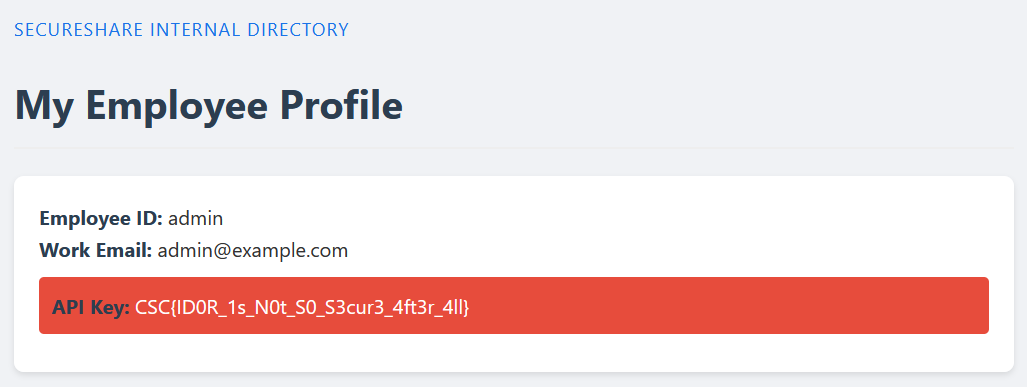 SECURESHARE INTERNAL DIRECTORY
My Employee Profile
Employee ID: admin
Work Email: admin@example.com
API Key: CSC{ID0R_1s_N0t_S0_S3cur3_4ft3r_4ll}